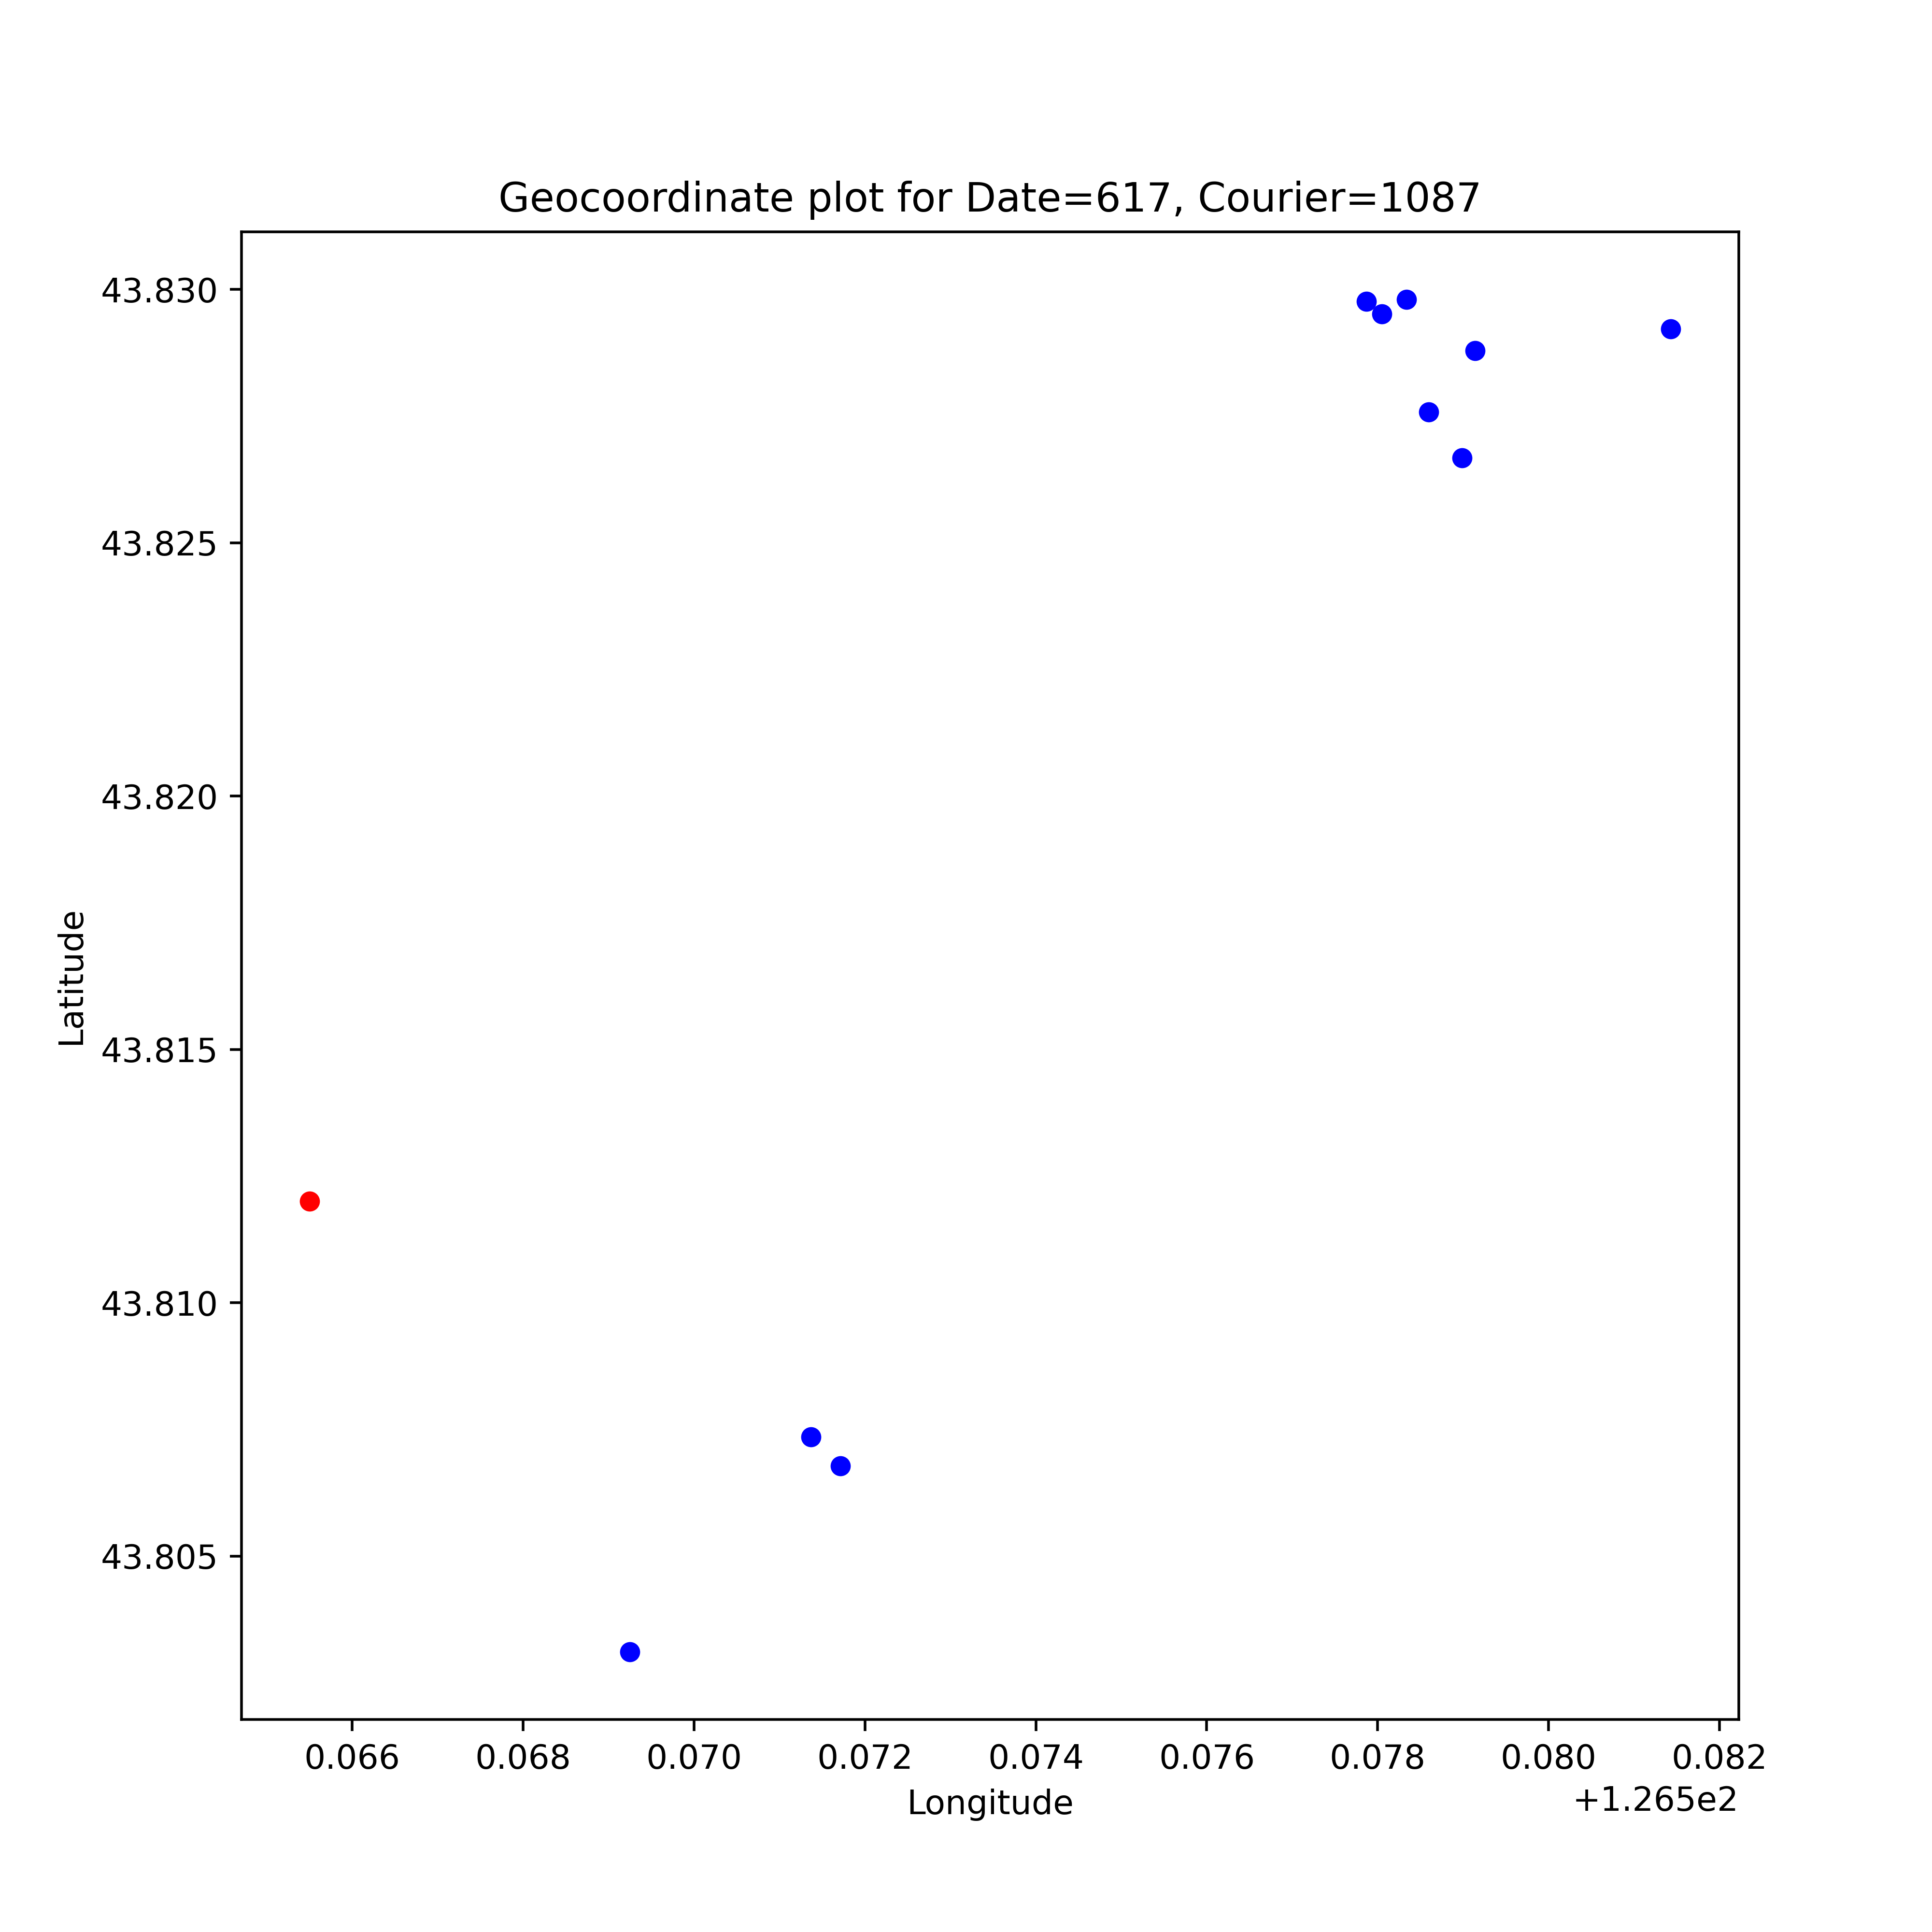 Geocoordinate plot for Date=617, Courier=1087
43.830
43.825
43.820
43.815
43.810
43.805
Latitude
0.066 0.068 0.070 0.072 0.074 0.076 0.078 0.080 0.082
+1.265e2
Longitude